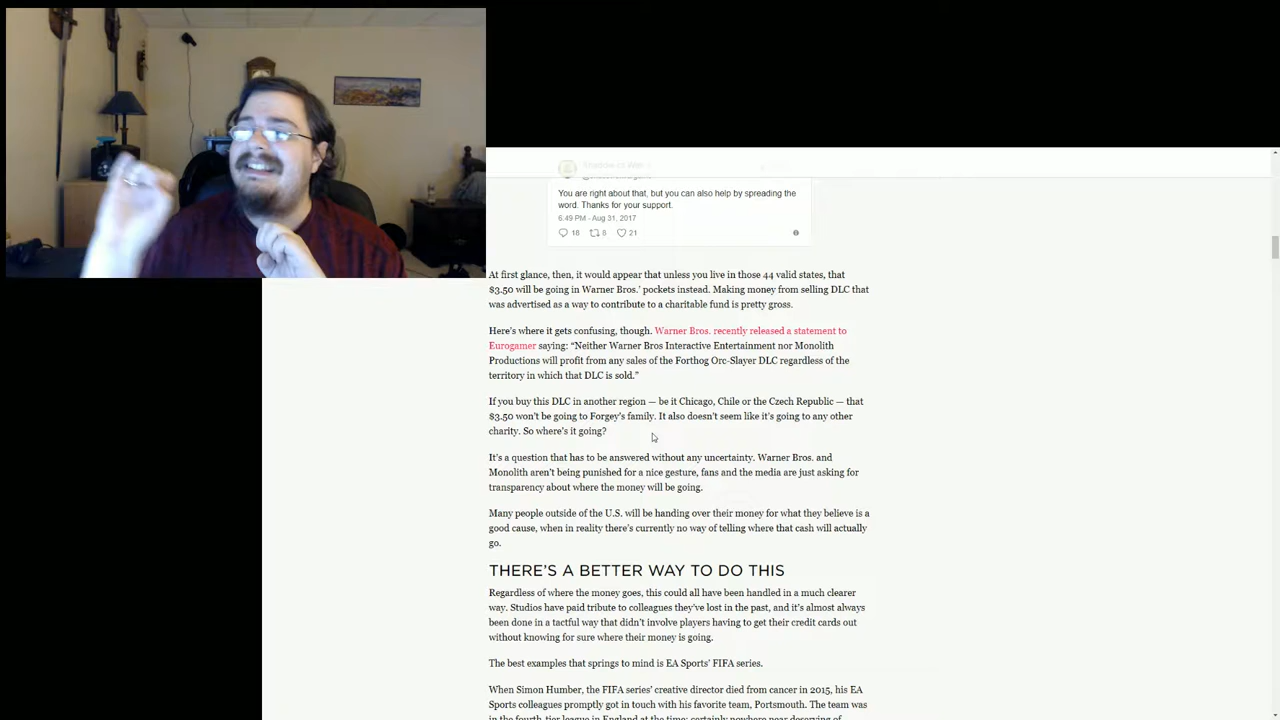 You are right about that, but you can also help by spreading the
word. Thanks for your support.
6:49 PM - Aug 31, 2017
18 8 21
At first glance, then, it would appear that unless you live in those 44 valid states, that
$3.50 will be going in Warner Bros.' pockets instead. Making money from selling DLC that
was advertised as a way to contribute to a charitable fund is pretty gross.
Here's where it gets confusing, though. Warner Bros. recently released a statement to
Eurogamer saying: “Neither Warner Bros Interactive Entertainment nor Monolith
Productions will profit from any sales of the Forthog Orc-Slayer DLC regardless of the
territory in which that DLC is sold.”
If you buy this DLC in another region — be it Chicago, Chile or the Czech Republic — that
$3.50 won't be going to Forgey's family. It also doesn't seem like it's going to any other
charity. So where's it going?
It's a question that has to be answered without any uncertainty. Warner Bros. and
Monolith aren't being punished for a nice gesture, fans and the media are just asking for
transparency about where the money will be going.
Many people outside of the U.S. will be handing over their money for what they believe is a
good cause, when in reality there's currently no way of telling where that cash will actually
go.
THERE'S A BETTER WAY TO DO THIS
Regardless of where the money goes, this could all have been handled in a much clearer
way. Studios have paid tribute to colleagues they've lost in the past, and it's almost always
been done in a tactful way that didn't involve players having to get their credit cards out
without knowing for sure where their money is going.
The best examples that springs to mind is EA Sports' FIFA series.
When Simon Humber, the FIFA series' creative director died from cancer in 2015, his EA
Sports colleagues promptly got in touch with his favorite team, Portsmouth. The team was
in the fourth-tier league in England at the time; certainly nowhere near deserving of